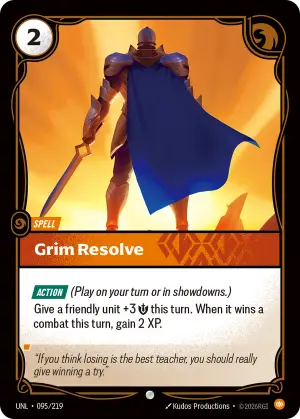 2
SPELL
Grim Resolve
ACTION (Play on your turn or in showdowns.)
Give a friendly unit +3 this turn. When it wins a
combat this turn, gain 2 XP.
"If you think losing is the best teacher, you should really
give winning a try."
UNL • 095/219
Kudos Productions • ©2026RGI